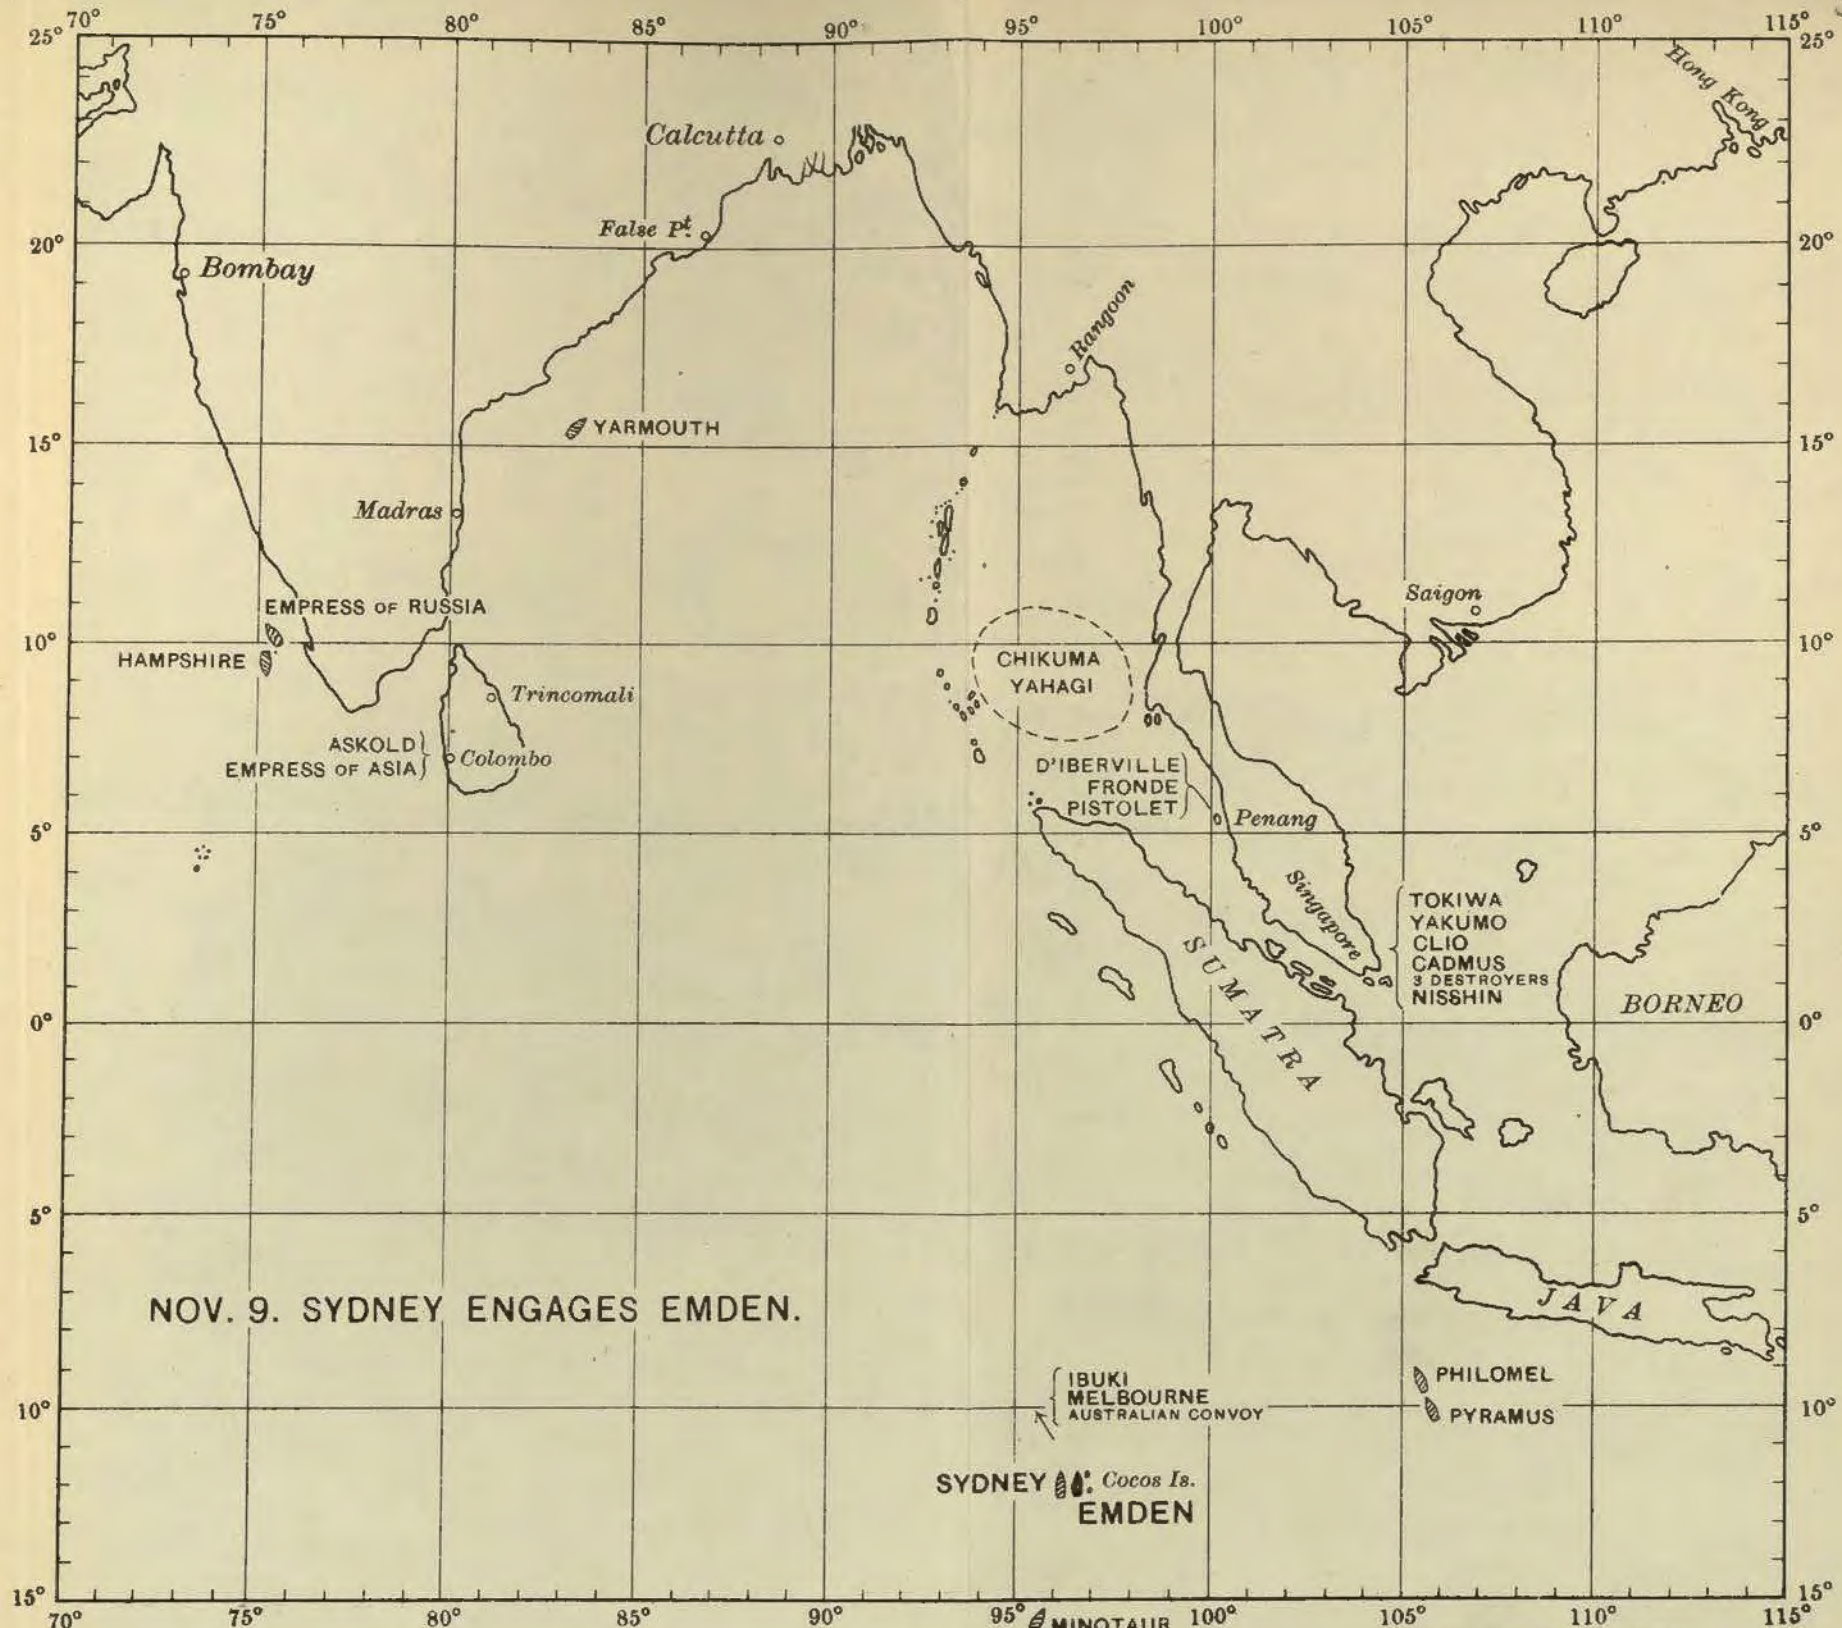 70° 75° 80° 85° 90° 95° 100° 105° 110° 115°
25° 25°
Hong Kong
Calcutta
False Pt.
20° 20°
Bombay
Rangoon
YARMOUTH
15° 15°
Madras
Saigon
EMPRESS OF RUSSIA
10° 10°
HAMPSHIRE
CHIKUMA
YAHAGI
Trincomali
ASKOLD
EMPRESS OF ASIA
Colombo
D'IBERVILLE
FRONDE
PISTOLET
Penang
5° 5°
Singapore
TOKIWA
YAKUMO
CLIO
CADMUS
3 DESTROYERS
NISSHIN
SUMATRA
BORNEO
0° 0°
5° 5°
NOV. 9. SYDNEY ENGAGES EMDEN.
JAVA
IBUKI
MELBOURNE
AUSTRALIAN CONVOY
PHILOMEL
10° 10°
PYRAMUS
SYDNEY
Cocos Is.
EMDEN
15° 15°
70° 75° 80° 85° 90° 95° 100° 105° 110° 115°
MINOTAUR